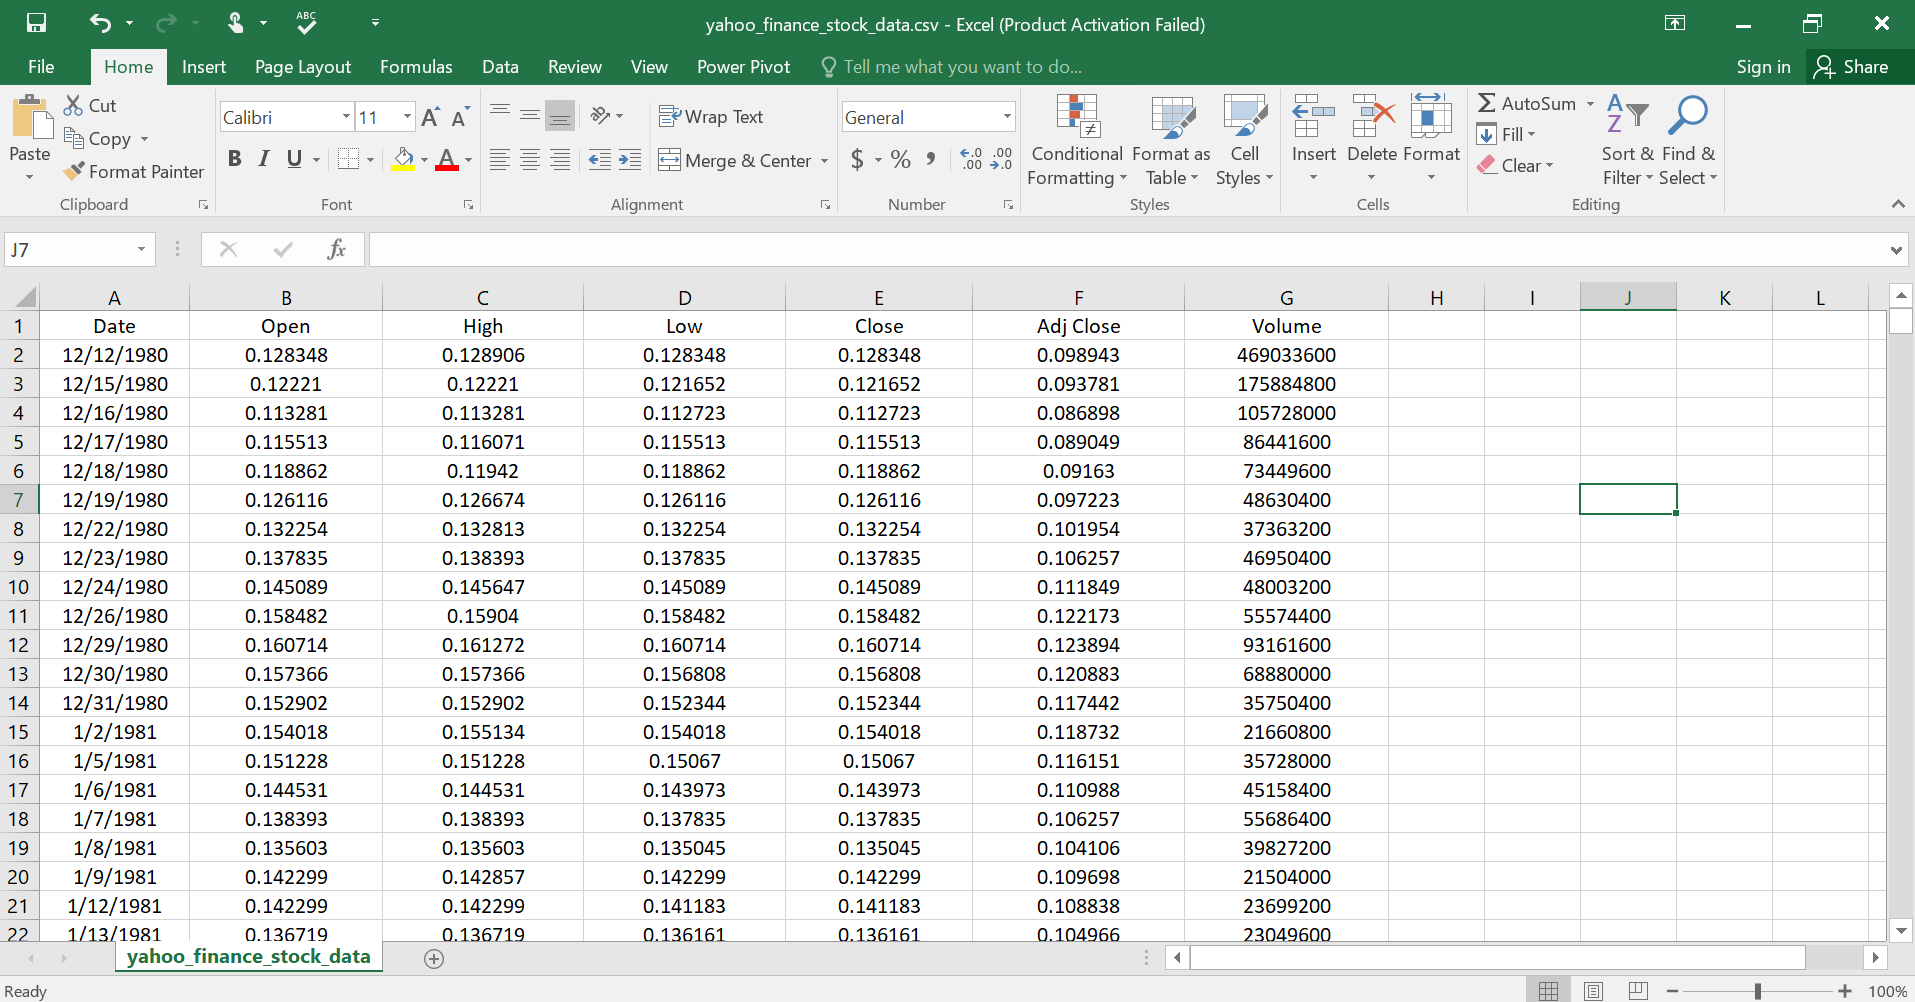 ABC
yahoo_finance_stock_data.csv - Excel (Product Activation Failed)
File Home Insert Page Layout Formulas Data Review View Power Pivot Tell me what you want to do... Sign in Share
Paste Cut Copy Format Painter Clipboard
Calibri 11 A A B I U A Font
Wrap Text Merge & Center Alignment
General $ % , .0 .00 .00 .0 Number
Conditional Formatting Format as Table Cell Styles Styles
Insert Delete Format Cells
AutoSum Fill Clear Sort & Filter Find & Select Editing
J7 fx
A B C D E F G H I J K L
1 Date Open High Low Close Adj Close Volume
2 12/12/1980 0.128348 0.128906 0.128348 0.128348 0.098943 469033600
3 12/15/1980 0.12221 0.12221 0.121652 0.121652 0.093781 175884800
4 12/16/1980 0.113281 0.113281 0.112723 0.112723 0.086898 105728000
5 12/17/1980 0.115513 0.116071 0.115513 0.115513 0.089049 86441600
6 12/18/1980 0.118862 0.11942 0.118862 0.118862 0.09163 73449600
7 12/19/1980 0.126116 0.126674 0.126116 0.126116 0.097223 48630400
8 12/22/1980 0.132254 0.132813 0.132254 0.132254 0.101954 37363200
9 12/23/1980 0.137835 0.138393 0.137835 0.137835 0.106257 46950400
10 12/24/1980 0.145089 0.145647 0.145089 0.145089 0.111849 48003200
11 12/26/1980 0.158482 0.15904 0.158482 0.158482 0.122173 55574400
12 12/29/1980 0.160714 0.161272 0.160714 0.160714 0.123894 93161600
13 12/30/1980 0.157366 0.157366 0.156808 0.156808 0.120883 68880000
14 12/31/1980 0.152902 0.152902 0.152344 0.152344 0.117442 35750400
15 1/2/1981 0.154018 0.155134 0.154018 0.154018 0.118732 21660800
16 1/5/1981 0.151228 0.151228 0.15067 0.15067 0.116151 35728000
17 1/6/1981 0.144531 0.144531 0.143973 0.143973 0.110988 45158400
18 1/7/1981 0.138393 0.138393 0.137835 0.137835 0.106257 55686400
19 1/8/1981 0.135603 0.135603 0.135045 0.135045 0.104106 39827200
20 1/9/1981 0.142299 0.142857 0.142299 0.142299 0.109698 21504000
21 1/12/1981 0.142299 0.142299 0.141183 0.141183 0.108838 23699200
22 1/13/1981 0.136719 0.136719 0.136161 0.136161 0.104966 23049600
yahoo_finance_stock_data
Ready 100%